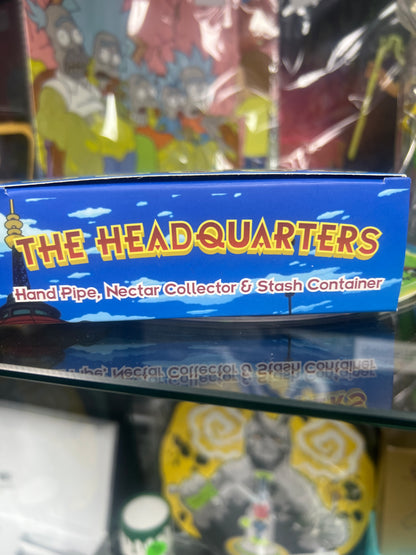 THE HEADQUARTERS
Hand Pipe, Nectar Collector & Stash Container